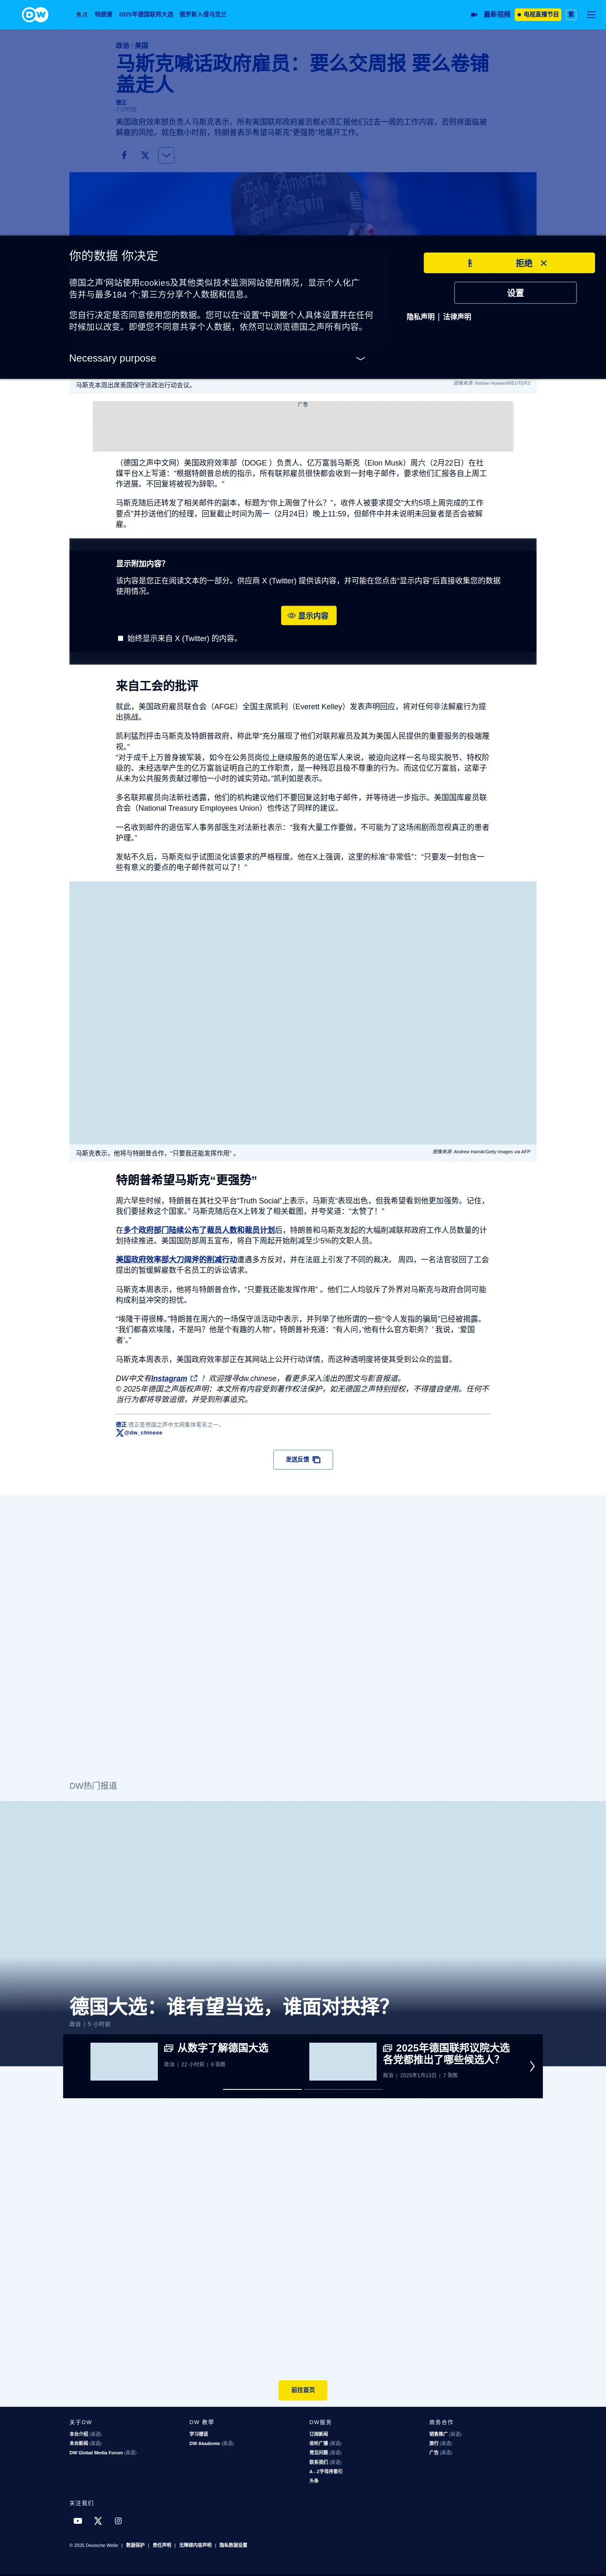 DW
焦点 特朗普 2025年德国联邦大选 俄罗斯入侵乌克兰
最新视频 电视直播节目 繁
政治 | 美国
马斯克喊话政府雇员：要么交周报 要么卷铺
盖走人
德正
2 小时前
美国政府效率部负责人马斯克表示，所有美国联邦政府雇员都必须汇报他们过去一周的工作内容，否则将面临被
解雇的风险。就在数小时前，特朗普表示希望马斯克“更强势”地展开工作。
Make America
Great Again
你的数据 你决定
拒绝
德国之声'网站使用cookies及其他类似技术监测网站使用情况，显示个人化广
告并与最多184 个;第三方分享个人数据和信息。
设置
您自行决定是否同意使用您的数据。您可以在“设置”中调整个人具体设置并在任何
时候加以改变。即便您不同意共享个人数据，依然可以浏览德国之声所有内容。
隐私声明 | 法律声明
Necessary purpose
马斯克本周出席美国保守派政治行动会议。
图像来源: Nathan Howard/REUTERS
广告
（德国之声中文网）美国政府效率部（DOGE ）负责人、亿万富翁马斯克（Elon Musk）周六（2月22日）在社
媒平台X上写道：“根据特朗普总统的指示，所有联邦雇员很快都会收到一封电子邮件，要求他们汇报各自上周工
作进展。不回复将被视为辞职。”
马斯克随后还转发了相关邮件的副本，标题为“你上周做了什么？”，收件人被要求提交“大约5项上周完成的工作
要点”并抄送他们的经理，回复截止时间为周一（2月24日）晚上11:59，但邮件中并未说明未回复者是否会被解
雇。
显示附加内容？
该内容是您正在阅读文本的一部分。供应商 X (Twitter) 提供该内容，并可能在您点击“显示内容”后直接收集您的数据
使用情况。
显示内容
始终显示来自 X (Twitter) 的内容。
来自工会的批评
就此，美国政府雇员联合会（AFGE）全国主席凯利（Everett Kelley）发表声明回应，将对任何非法解雇行为提
出挑战。
凯利猛烈抨击马斯克及特朗普政府，称此举“充分展现了他们对联邦雇员及其为美国人民提供的重要服务的极端蔑
视。”
“对于成千上万曾身披军装，如今在公务员岗位上继续服务的退伍军人来说，被迫向这样一名与现实脱节、特权阶
级的、未经选举产生的亿万富翁证明自己的工作职责，是一种残忍且极不尊重的行为。而这位亿万富翁，这辈子
从未为公共服务贡献过哪怕一小时的诚实劳动。”凯利如是表示。
多名联邦雇员向法新社透露，他们的机构建议他们不要回复这封电子邮件，并等待进一步指示。美国国库雇员联
合会（National Treasury Employees Union）也传达了同样的建议。
一名收到邮件的退伍军人事务部医生对法新社表示：“我有大量工作要做，不可能为了这场闹剧而忽视真正的患者
护理。”
发帖不久后，马斯克似乎试图淡化该要求的严格程度。他在X上强调，这里的标准“非常低”：“只要发一封包含一
些有意义的要点的电子邮件就可以了！”
马斯克表示，他将与特朗普合作，“只要我还能发挥作用” 。
图像来源: Andrew Harnik/Getty Images via AFP
特朗普希望马斯克“更强势”
周六早些时候，特朗普在其社交平台“Truth Social”上表示，马斯克“表现出色，但我希望看到他更加强势。记住，
我们要拯救这个国家。” 马斯克随后在X上转发了相关截图，并夸奖道：“太赞了！”
在多个政府部门陆续公布了裁员人数和裁员计划后，特朗普和马斯克发起的大幅削减联邦政府工作人员数量的计
划持续推进。美国国防部周五宣布，将自下周起开始削减至少5%的文职人员。
美国政府效率部大刀阔斧的削减行动遭遇多方反对，并在法庭上引发了不同的裁决。 周四，一名法官驳回了工会
提出的暂缓解雇数千名员工的诉讼请求。
马斯克本周表示，他将与特朗普合作，“只要我还能发挥作用” 。他们二人均驳斥了外界对马斯克与政府合同可能
构成利益冲突的担忧。
“埃隆干得很棒。”特朗普在周六的一场保守派活动中表示，并列举了他所谓的一些“令人发指的骗局”已经被揭露。
“我们都喜欢埃隆，不是吗？他是个有趣的人物”，特朗普补充道：“有人问，‘他有什么官方职务？’ 我说，‘爱国
者’。”
马斯克本周表示，美国政府效率部正在其网站上公开行动详情，而这种透明度将使其受到公众的监督。
DW中文有Instagram ！欢迎搜寻dw.chinese，看更多深入浅出的图文与影音报道。
© 2025年德国之声版权声明：本文所有内容受到著作权法保护，如无德国之声特别授权，不得擅自使用。任何不
当行为都将导致追偿，并受到刑事追究。
德正 德正是德国之声中文网集体笔名之一。
@dw_chinese
发送反馈
DW热门报道
德国大选：谁有望当选，谁面对抉择？
政治 | 5 小时前
从数字了解德国大选
政治 | 22 小时前 | 8 张图
2025年德国联邦议院大选
各党都推出了哪些候选人？
政治 | 2025年1月13日 | 7 张图
前往首页
关于DW
本台介绍 (英语)
本台新闻 (英语)
DW Global Media Forum (英语)
DW 教學
学习德语
DW Akademie (英语)
DW服务
订阅新闻
收听广播 (英语)
常见问题 (英语)
联系我们 (英语)
A - Z字母序索引
头条
商务合作
销售推广 (英语)
旅行 (英语)
广告 (英语)
关注我们
© 2025 Deutsche Welle | 数据保护 | 责任声明 | 无障碍内容声明 | 隐私数据设置